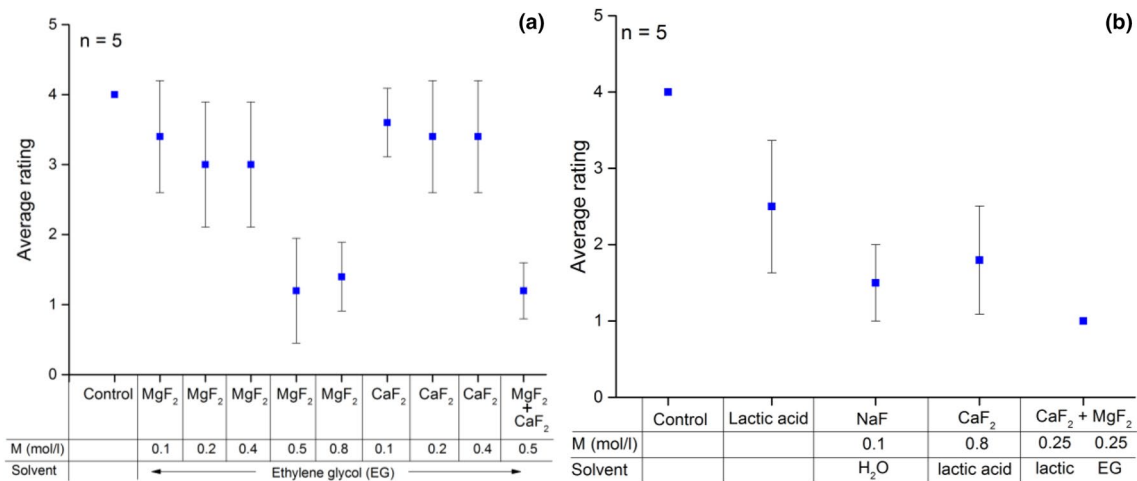 (a)
n = 5
Average rating
5
4
3
2
1
0
Control MgF₂ MgF₂ MgF₂ MgF₂ MgF₂ CaF₂ CaF₂ CaF₂ MgF₂ + CaF₂
M (mol/l) 0.1 0.2 0.4 0.5 0.8 0.1 0.2 0.4 0.5
Solvent Ethylene glycol (EG)
(b)
n = 5
Average rating
5
4
3
2
1
0
Control Lactic acid NaF CaF₂ CaF₂ + MgF₂
M (mol/l) 0.1 0.8 0.25 0.25
Solvent H₂O lactic acid lactic EG